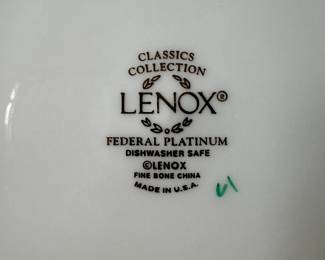 CLASSICS
COLLECTION
LENOX®
FEDERAL PLATINUM
DISHWASHER SAFE
©LENOX
FINE BONE CHINA
MADE IN U.S.A.